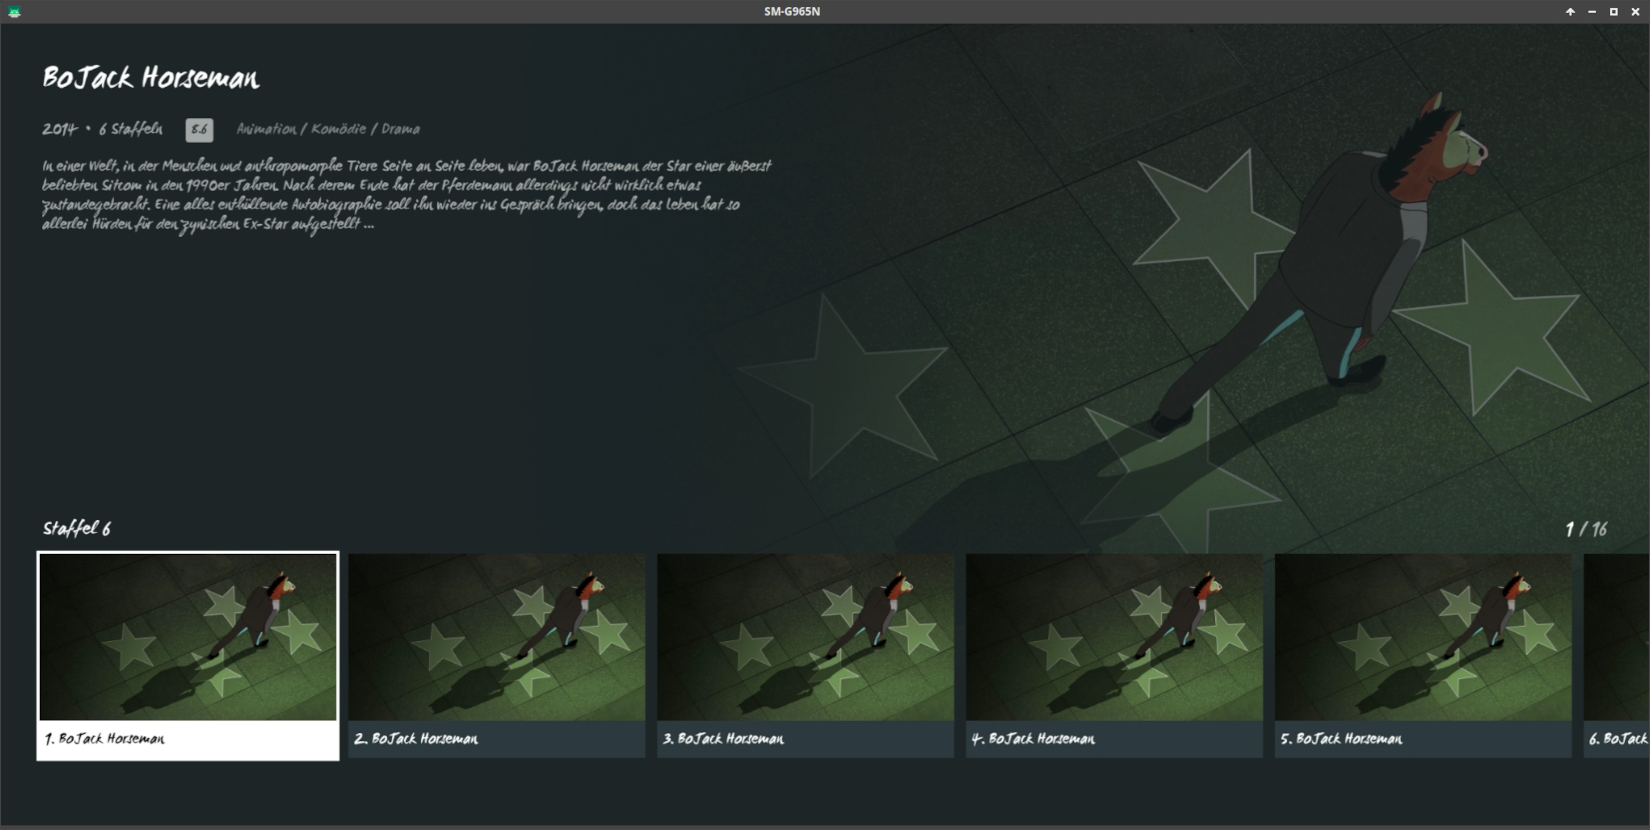 SM-G965N
BoJack Horseman
2014 • 6 Staffeln 8.6 Animation / Komödie / Drama
In einer Welt, in der Menschen und anthropomorphe Tiere Seite an Seite leben, war BoJack Horseman der Star einer äußerst
beliebten Sitcom in den 1990er Jahren. Nach derem Ende hat der Pferdemann allerdings nicht wirklich etwas
zustandegebracht. Eine alles enthüllende Autobiographie soll ihn wieder ins Gespräch bringen, doch das Leben hat so
allerlei Hürden für den zynischen Ex-Star aufgestellt ...
Staffel 6 1 / 16
1. BoJack Horseman 2. BoJack Horseman 3. BoJack Horseman 4. BoJack Horseman 5. BoJack Horseman 6. BoJack